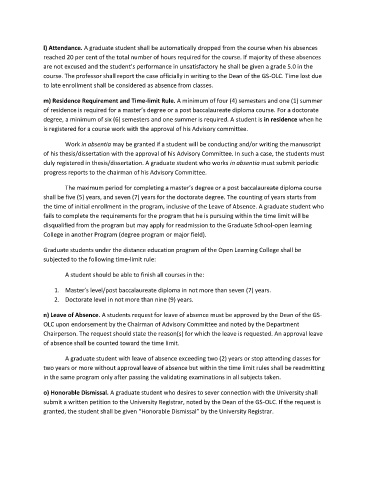 l) Attendance. A graduate student shall be automatically dropped from the course when his absences
reached 20 per cent of the total number of hours required for the course. If majority of these absences
are not excused and the student's performance in unsatisfactory he shall be given a grade 5.0 in the
course. The professor shall report the case officially in writing to the Dean of the GS-OLC. Time lost due
to late enrollment shall be considered as absence from classes.
m) Residence Requirement and Time-limit Rule. A minimum of four (4) semesters and one (1) summer
of residence is required for a master's degree or a post baccalaureate diploma course. For a doctorate
degree, a minimum of six (6) semesters and one summer is required. A student is in residence when he
is registered for a course work with the approval of his Advisory committee.
Work in absentia may be granted if a student will be conducting and/or writing the manuscript
of his thesis/dissertation with the approval of his Advisory Committee. In such a case, the students must
duly registered in thesis/dissertation. A graduate student who works in absentia must submit periodic
progress reports to the chairman of his Advisory Committee.
The maximum period for completing a master's degree or a post baccalaureate diploma course
shall be five (5) years, and seven (7) years for the doctorate degree. The counting of years starts from
the time of initial enrollment in the program, inclusive of the Leave of Absence. A graduate student who
fails to complete the requirements for the program that he is pursuing within the time limit will be
disqualified from the program but may apply for readmission to the Graduate School-open learning
College in another Program (degree program or major field).
Graduate students under the distance education program of the Open Learning College shall be
subjected to the following time-limit rule:
A student should be able to finish all courses in the:
1. Master's level/post baccalaureate diploma in not more than seven (7) years.
2. Doctorate level in not more than nine (9) years.
n) Leave of Absence. A students request for leave of absence must be approved by the Dean of the GS-
OLC upon endorsement by the Chairman of Advisory Committee and noted by the Department
Chairperson. The request should state the reason(s) for which the leave is requested. An approval leave
of absence shall be counted toward the time limit.
A graduate student with leave of absence exceeding two (2) years or stop attending classes for
two years or more without approval leave of absence but within the time limit rules shall be readmitting
in the same program only after passing the validating examinations in all subjects taken.
o) Honorable Dismissal. A graduate student who desires to sever connection with the University shall
submit a written petition to the University Registrar, noted by the Dean of the GS-OLC. If the request is
granted, the student shall be given "Honorable Dismissal" by the University Registrar.